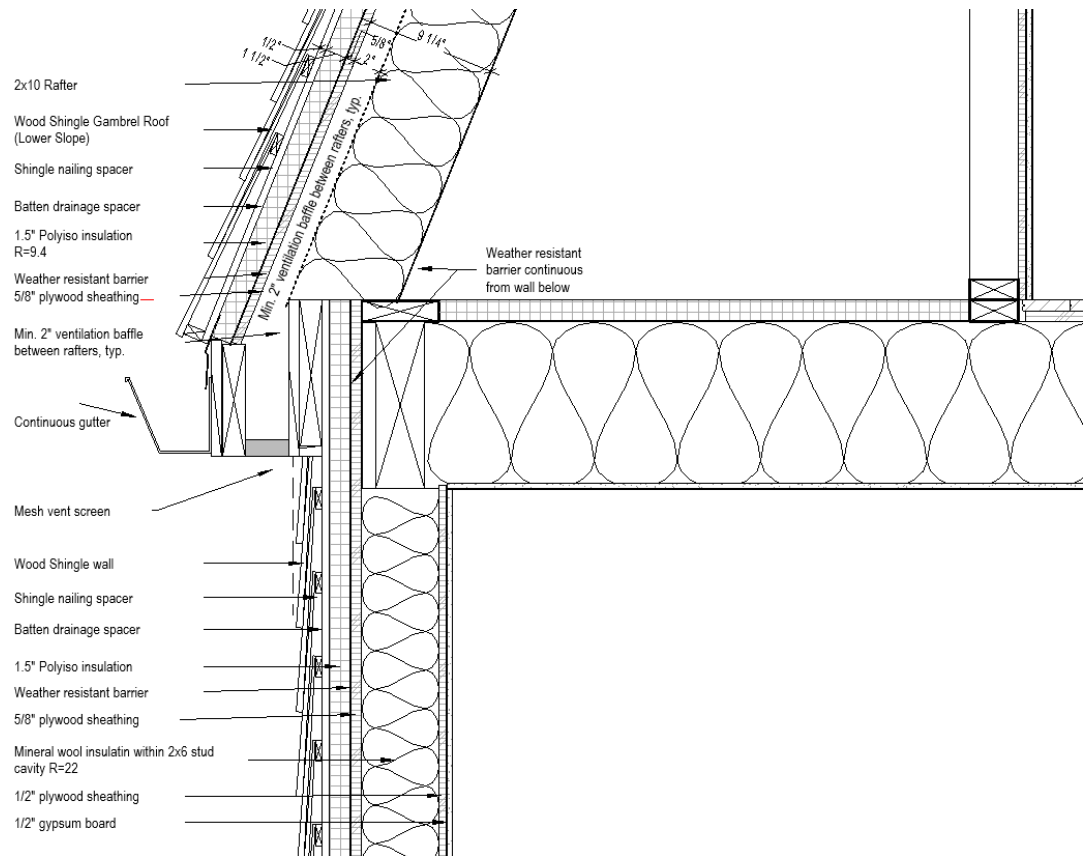 1/2"
1 1/2"
5/8"
2"
9 1/4"
2x10 Rafter
Wood Shingle Gambrel Roof
(Lower Slope)
Shingle nailing spacer
Batten drainage spacer
1.5" Polyiso insulation
R=9.4
Weather resistant barrier
5/8" plywood sheathing
Min. 2" ventilation baffle between rafters, typ.
Weather resistant
barrier continuous
from wall below
Min. 2" ventilation baffle
between rafters, typ.
Continuous gutter
Mesh vent screen
Wood Shingle wall
Shingle nailing spacer
Batten drainage spacer
1.5" Polyiso insulation
Weather resistant barrier
5/8" plywood sheathing
Mineral wool insulatin within 2x6 stud
cavity R=22
1/2" plywood sheathing
1/2" gypsum board